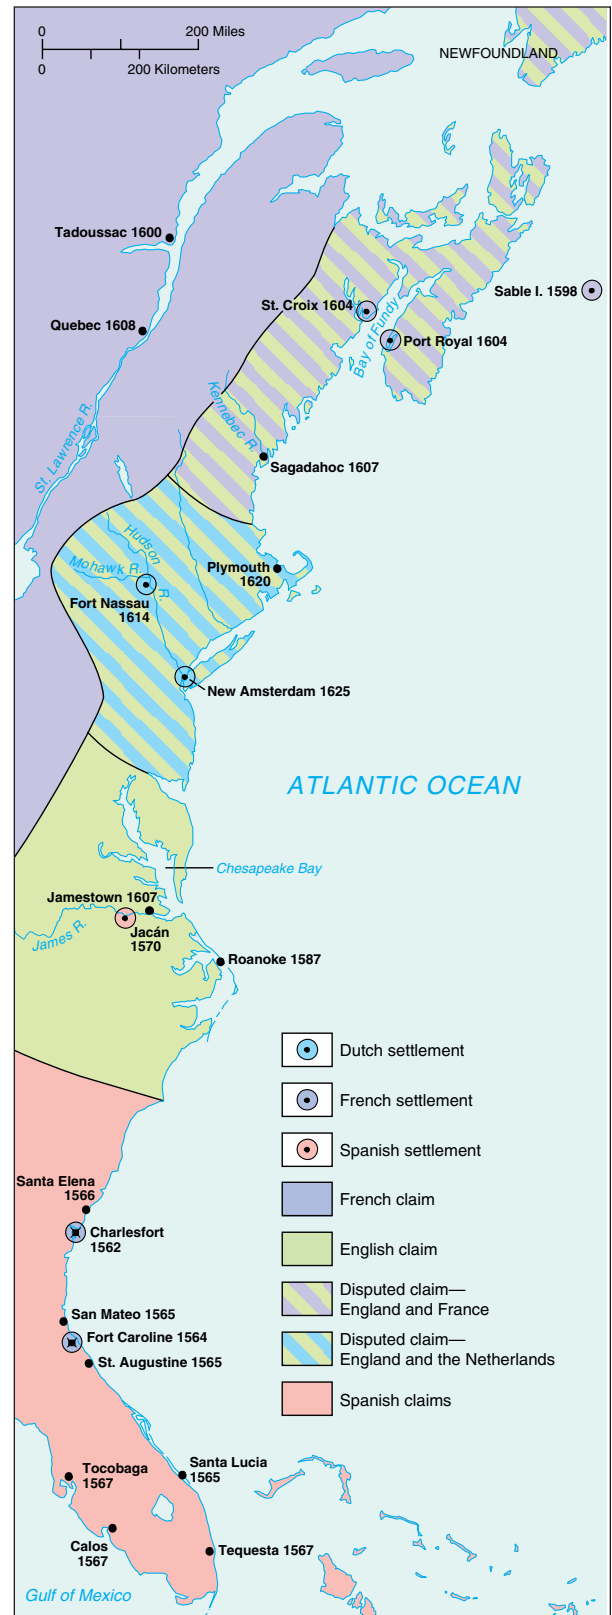 0 200 Miles
0 200 Kilometers
NEWFOUNDLAND
Tadoussac 1600
Sable I. 1598
St. Croix 1604
Quebec 1608
Bay of Fundy
Port Royal 1604
St. Lawrence R.
Kennebec R.
Sagadahoc 1607
Hudson
R.
Mohawk R.
Plymouth
1620
Fort Nassau
1614
New Amsterdam 1625
ATLANTIC OCEAN
Chesapeake Bay
Jamestown 1607
James R.
Jacán
1570
Roanoke 1587
Dutch settlement
French settlement
Spanish settlement
French claim
English claim
Disputed claim—
England and France
Disputed claim—
England and the Netherlands
Spanish claims
Santa Elena
1566
Charlesfort
1562
San Mateo 1565
Fort Caroline 1564
St. Augustine 1565
Tocobaga
1567
Santa Lucia
1565
Calos
1567
Tequesta 1567
Gulf of Mexico